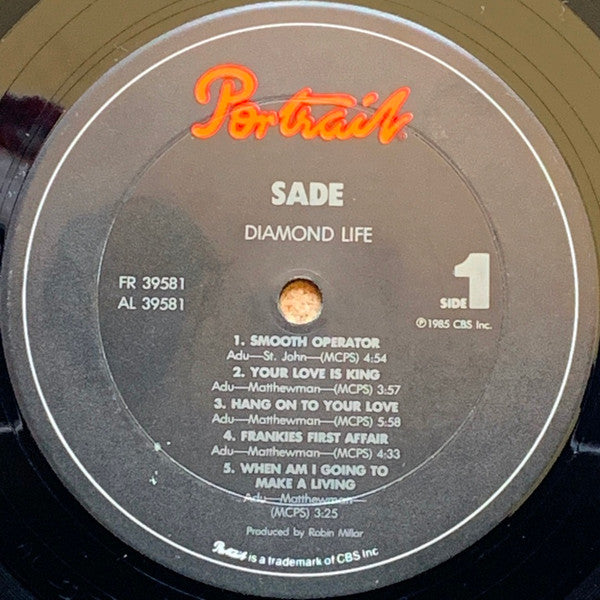 Portrait
SADE
DIAMOND LIFE
FR 39581
AL 39581
SIDE 1
℗1985 CBS Inc.
1. SMOOTH OPERATOR
Adu—St. John—(MCPS) 4:54
2. YOUR LOVE IS KING
Adu—Matthewman—(MCPS) 3:57
3. HANG ON TO YOUR LOVE
Adu—Matthewman—(MCPS) 5:58
4. FRANKIES FIRST AFFAIR
Adu—Matthewman—(MCPS) 4:33
5. WHEN AM I GOING TO
MAKE A LIVING
Adu—Matthewman—
(MCPS) 3:25
Produced by Robin Millar
Portrait is a trademark of CBS Inc